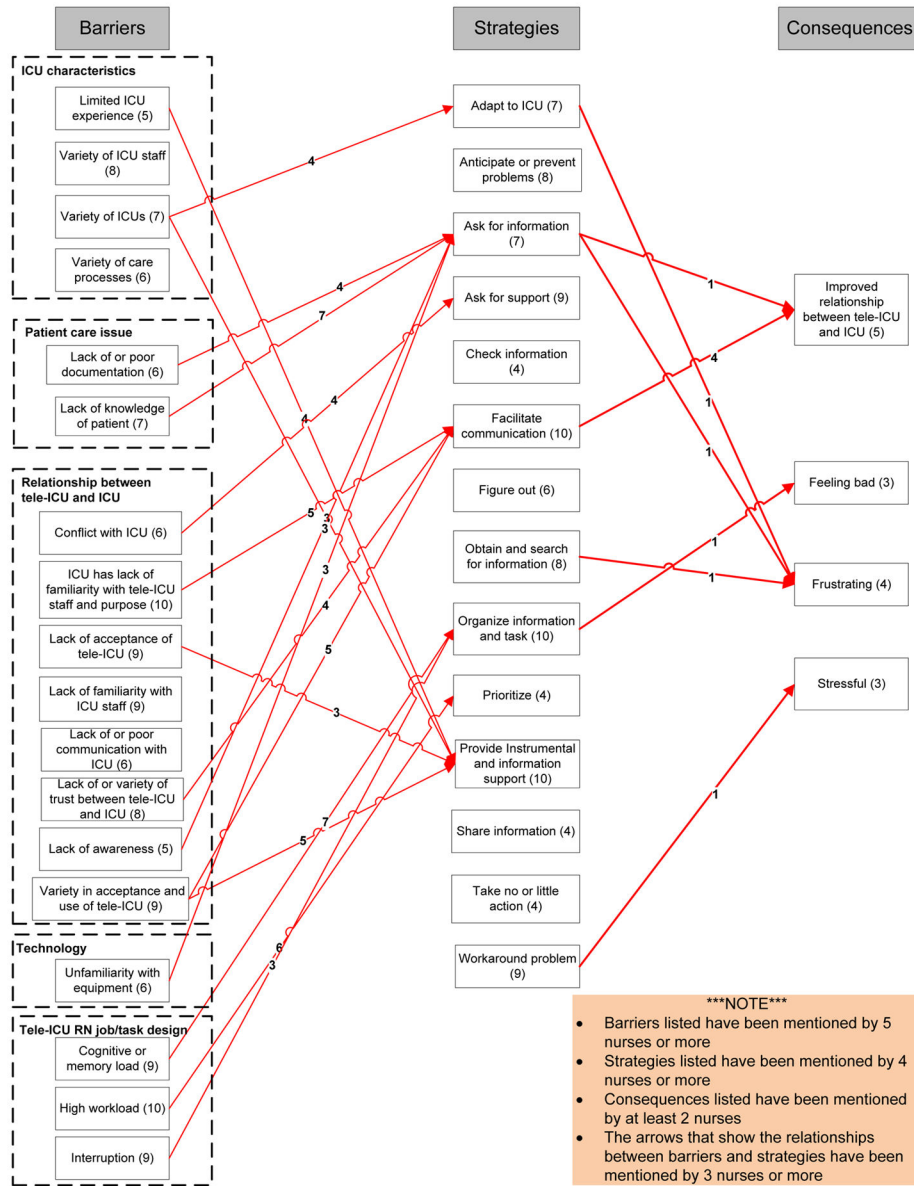 Barriers
Strategies
Consequences
ICU characteristics
Limited ICU
experience (5)
Variety of ICU staff
(8)
Variety of ICUs (7)
Variety of care
processes (6)
Patient care issue
Lack of or poor
documentation (6)
Lack of knowledge
of patient (7)
Relationship between
tele-ICU and ICU
Conflict with ICU (6)
ICU has lack of
familiarity with tele-ICU
staff and purpose (10)
Lack of acceptance of
tele-ICU (9)
Lack of familiarity with
ICU staff (9)
Lack of or poor
communication with
ICU (6)
Lack of or variety of
trust between tele-ICU
and ICU (8)
Lack of awareness (5)
Variety in acceptance and
use of tele-ICU (9)
Technology
Unfamiliarity with
equipment (6)
Tele-ICU RN job/task design
Cognitive or
memory load (9)
High workload (10)
Interruption (9)
4
4
7
4
4
5
3
3
3
4
5
3
7
5
6
3
Adapt to ICU (7)
Anticipate or prevent
problems (8)
Ask for information
(7)
Ask for support (9)
Check information
(4)
Facilitate
communication (10)
Figure out (6)
Obtain and search
for information (8)
Organize information
and task (10)
Prioritize (4)
Provide Instrumental
and information
support (10)
Share information (4)
Take no or little
action (4)
Workaround problem
(9)
1
4
1
1
1
1
1
Improved
relationship
between tele-ICU
and ICU (5)
Feeling bad (3)
Frustrating (4)
Stressful (3)
***NOTE***
• Barriers listed have been mentioned by 5
nurses or more
• Strategies listed have been mentioned by 4
nurses or more
• Consequences listed have been mentioned
by at least 2 nurses
• The arrows that show the relationships
between barriers and strategies have been
mentioned by 3 nurses or more